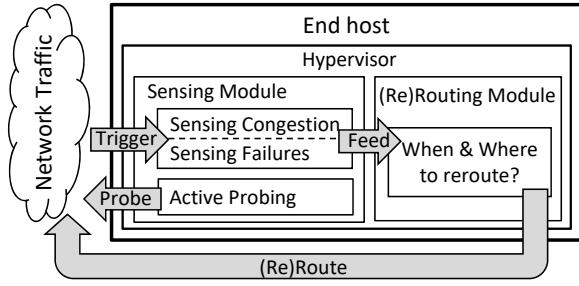 End host
Hypervisor
Network Traffic
Sensing Module
(Re)Routing Module
Trigger
Sensing Congestion
Sensing Failures
Feed
When & Where
to reroute?
Probe
Active Probing
(Re)Route